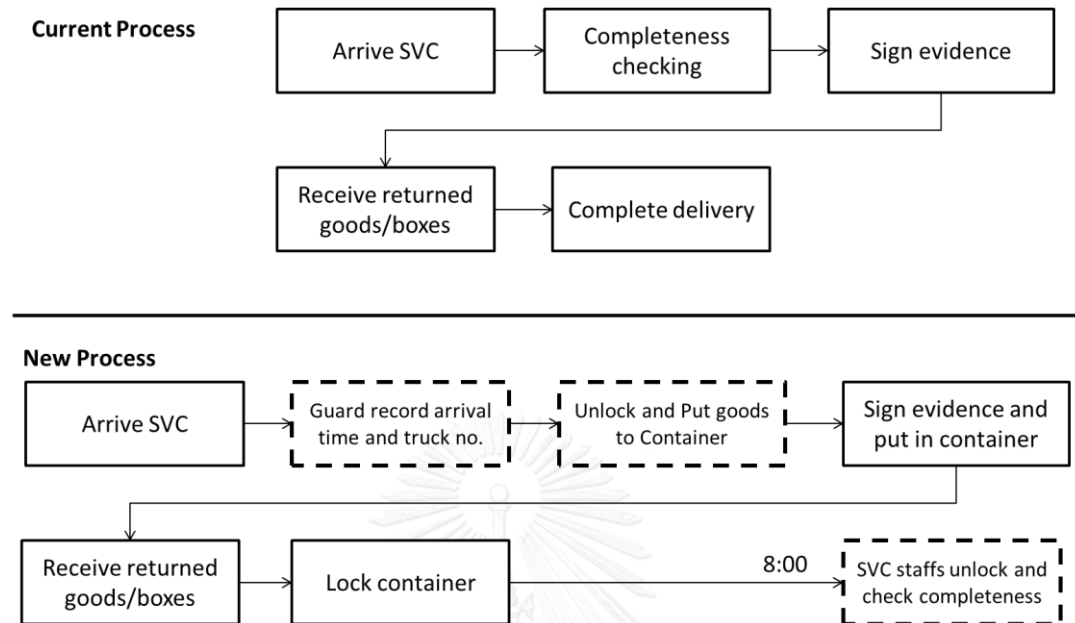 Current Process
Arrive SVC
Completeness
checking
Sign evidence
Receive returned
goods/boxes
Complete delivery
New Process
Arrive SVC
Guard record arrival
time and truck no.
Unlock and Put goods
to Container
Sign evidence and
put in container
Receive returned
goods/boxes
Lock container
8:00
SVC staffs unlock and
check completeness